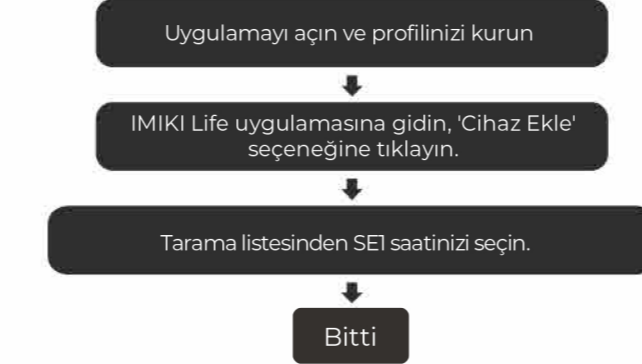 Uygulamayı açın ve profilinizi kurun
IMIKI Life uygulamasına gidin, 'Cihaz Ekle'
seçeneğine tıklayın.
Tarama listesinden SE1 saatinizi seçin.
Bitti